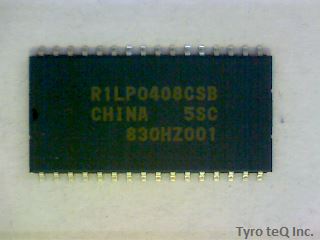 R1LP0408CSB
CHINA 5SC
830HZ001
Tyro teQ Inc.